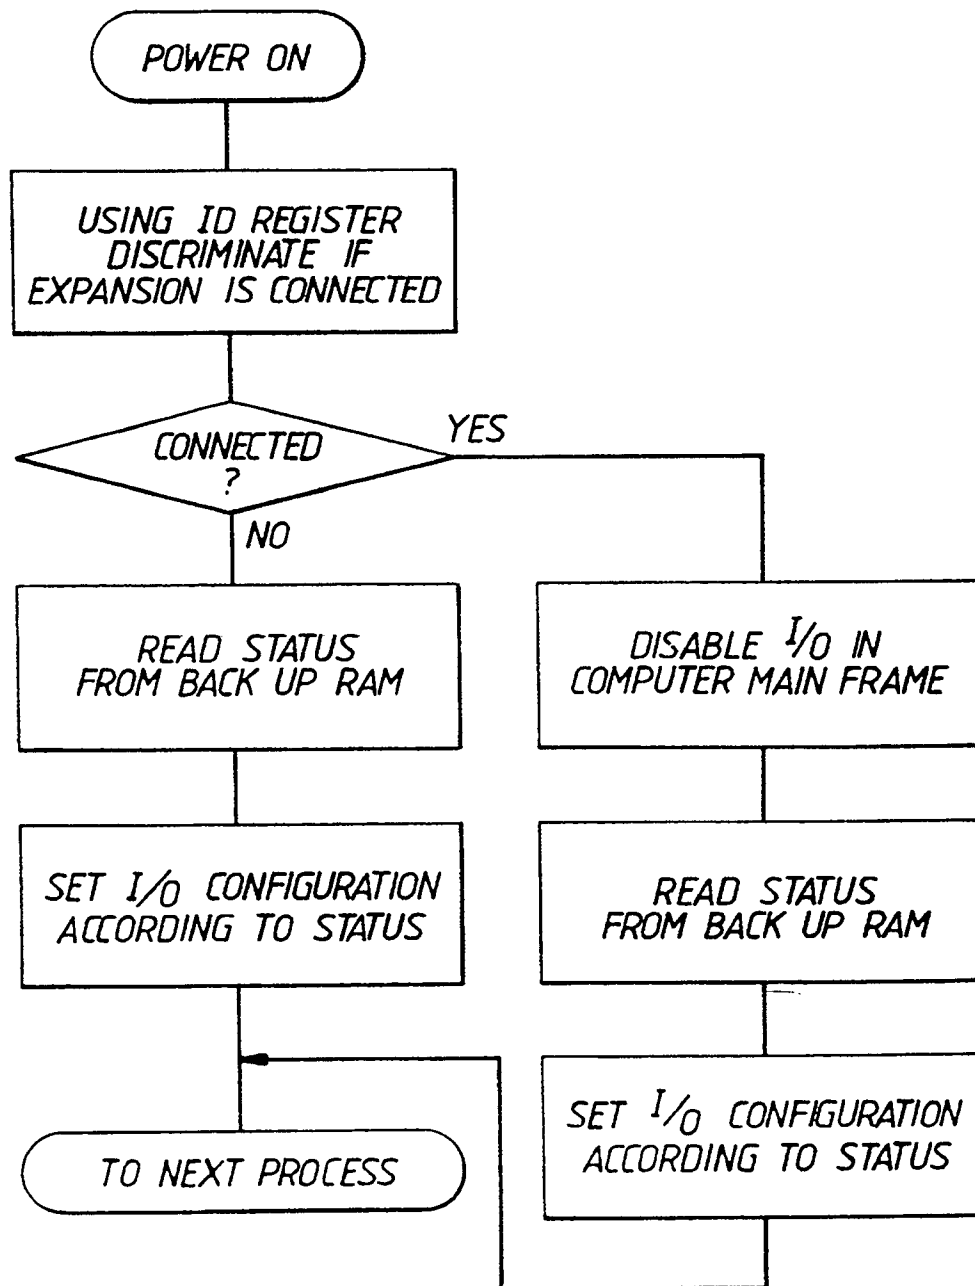 POWER ON
USING ID REGISTER
DISCRIMINATE IF
EXPANSION IS CONNECTED
CONNECTED
?
YES
NO
READ STATUS
FROM BACK UP RAM
DISABLE I/O IN
COMPUTER MAIN FRAME
SET I/O CONFIGURATION
ACCORDING TO STATUS
READ STATUS
FROM BACK UP RAM
SET I/O CONFIGURATION
ACCORDING TO STATUS
TO NEXT PROCESS